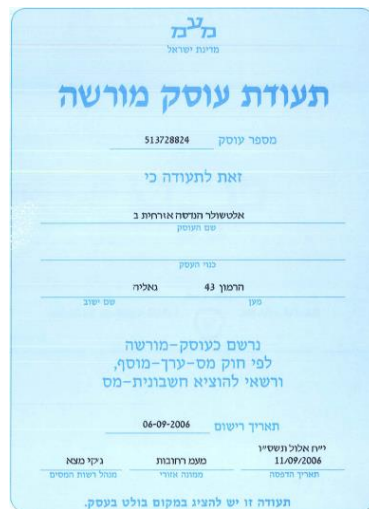 מע״מ
מדינת ישראל
תעודת עוסק מורשה
מספר עוסק 513728824
זאת לתעודה כי
אלטשולר הנדסה אזרחית ב
שם העוסק
כנוי העסק
הרמון 43 גאליה
מען שם ישוב
נרשם כעוסק-מורשה
לפי חוק מס-ערך-מוסף,
ורשאי להוציא חשבונית-מס
תאריך רישום 06-09-2006
י״ח אלול תשס״ו
11/09/2006 מעמ רחובות ג׳קי מצא
תאריך הדפסה ממונה אזורי מנהל רשות המסים
תעודה זו יש להציג במקום בולט בעסק.